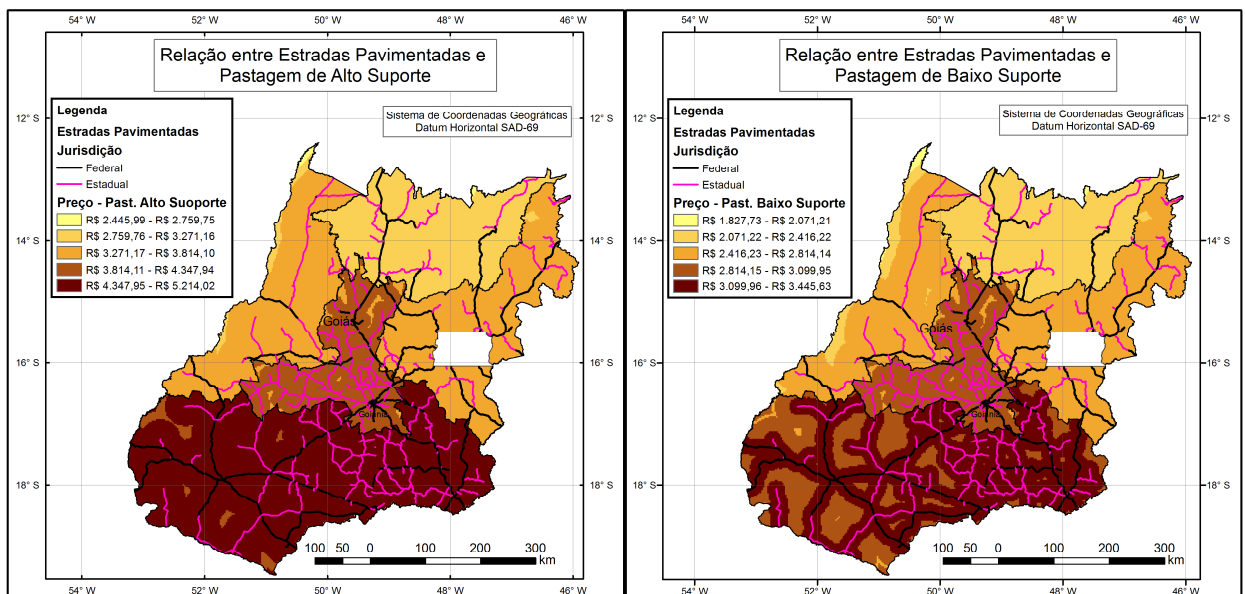 54° W 52° W 50° W 48° W 46° W
Relação entre Estradas Pavimentadas e
Pastagem de Alto Suporte
Sistema de Coordenadas Geográficas
Datum Horizontal SAD-69
Legenda
Estradas Pavimentadas
Jurisdição
Federal
Estadual
Preço - Past. Alto Suoporte
R$ 2.445,99 - R$ 2.759,75
R$ 2.759,76 - R$ 3.271,16
R$ 3.271,17 - R$ 3.814,10
R$ 3.814,11 - R$ 4.347,94
R$ 4.347,95 - R$ 5.214,02
12° S
14° S
16° S
18° S
Goiás
Goiânia
100 50 0 100 200 300
km
54° W 52° W 50° W 48° W 46° W
54° W 52° W 50° W 48° W 46° W
Relação entre Estradas Pavimentadas e
Pastagem de Baixo Suporte
Sistema de Coordenadas Geográficas
Datum Horizontal SAD-69
Legenda
Estradas Pavimentadas
Jurisdição
Federal
Estadual
Preço - Past. Baixo Suporte
R$ 1.827,73 - R$ 2.071,21
R$ 2.071,22 - R$ 2.416,22
R$ 2.416,23 - R$ 2.814,14
R$ 2.814,15 - R$ 3.099,95
R$ 3.099,96 - R$ 3.445,63
12° S
14° S
16° S
18° S
Goiás
Goiânia
100 50 0 100 200 300
km
12° S
14° S
16° S
18° S
54° W 52° W 50° W 48° W 46° W